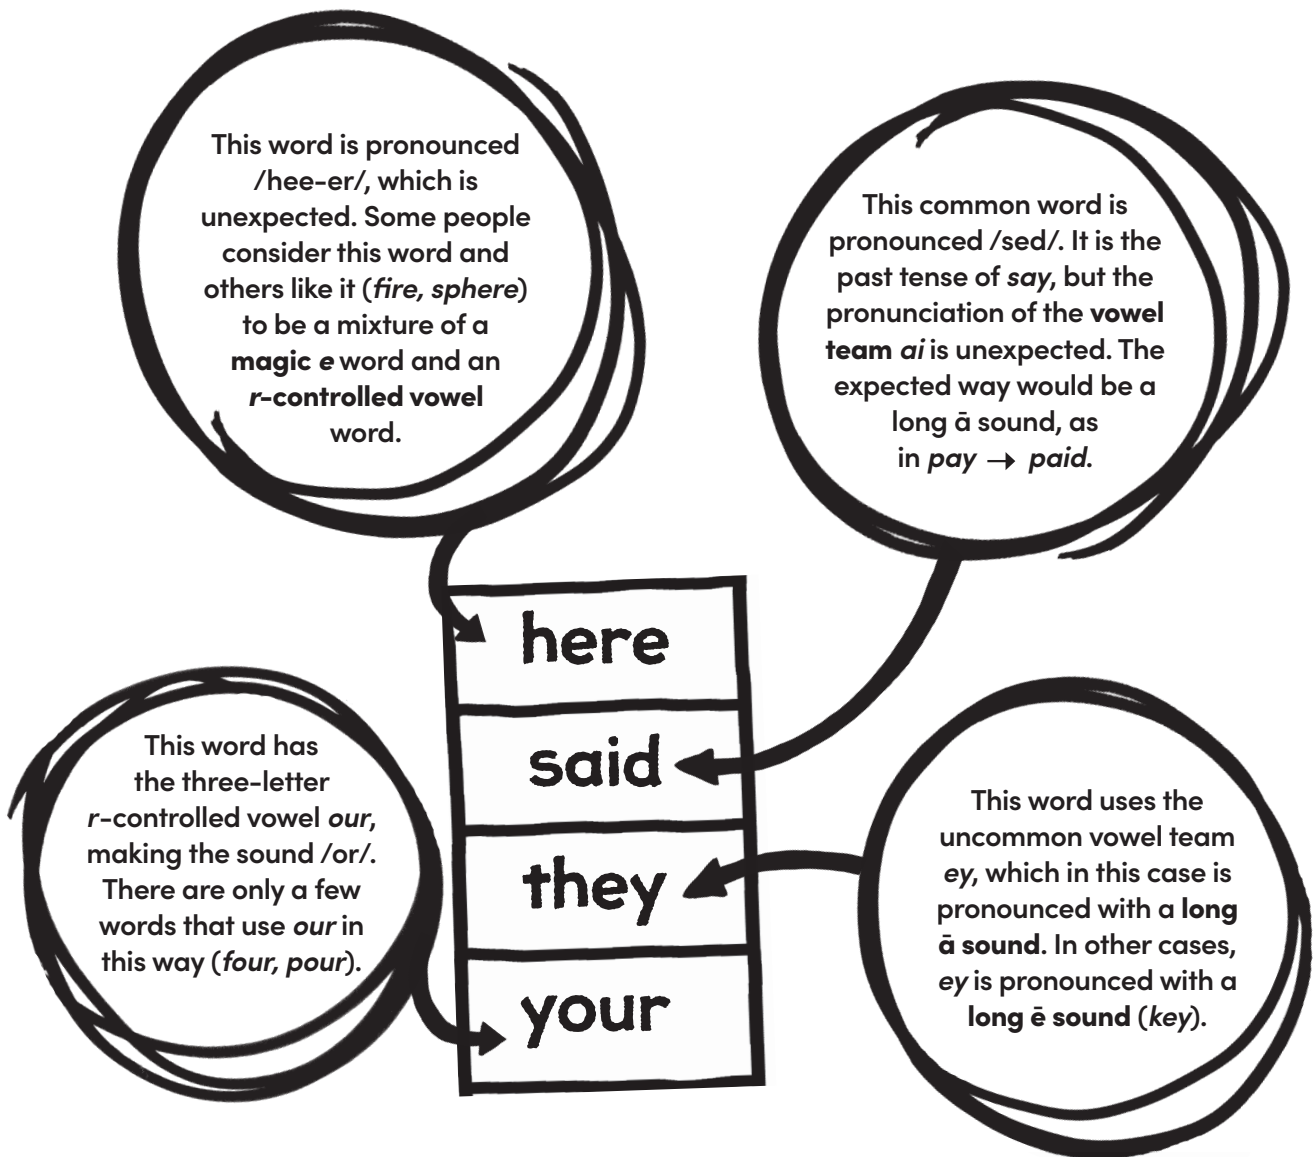 This word is pronounced
/hee-er/, which is
unexpected. Some people
consider this word and
others like it (fire, sphere)
to be a mixture of a
magic e word and an
r-controlled vowel
word.
This common word is
pronounced /sed/. It is the
past tense of say, but the
pronunciation of the vowel
team ai is unexpected. The
expected way would be a
long ā sound, as
in pay → paid.
here
said
they
your
This word has
the three-letter
r-controlled vowel our,
making the sound /or/.
There are only a few
words that use our in
this way (four, pour).
This word uses the
uncommon vowel team
ey, which in this case is
pronounced with a long
ā sound. In other cases,
ey is pronounced with a
long ē sound (key).